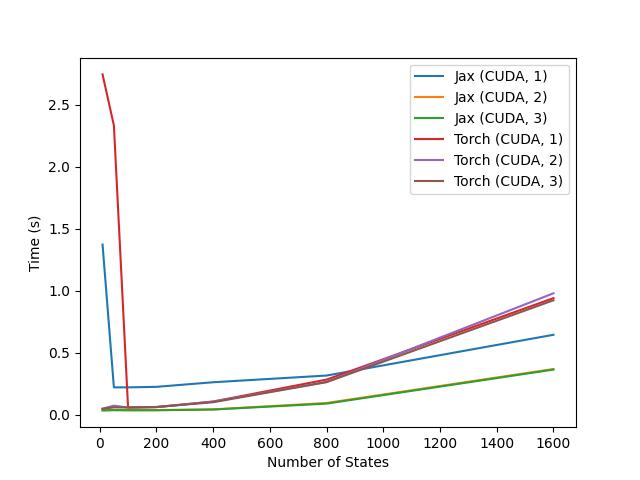 Jax (CUDA, 1)
Jax (CUDA, 2)
Jax (CUDA, 3)
Torch (CUDA, 1)
Torch (CUDA, 2)
Torch (CUDA, 3)
Time (s)
2.5
2.0
1.5
1.0
0.5
0.0
0 200 400 600 800 1000 1200 1400 1600
Number of States